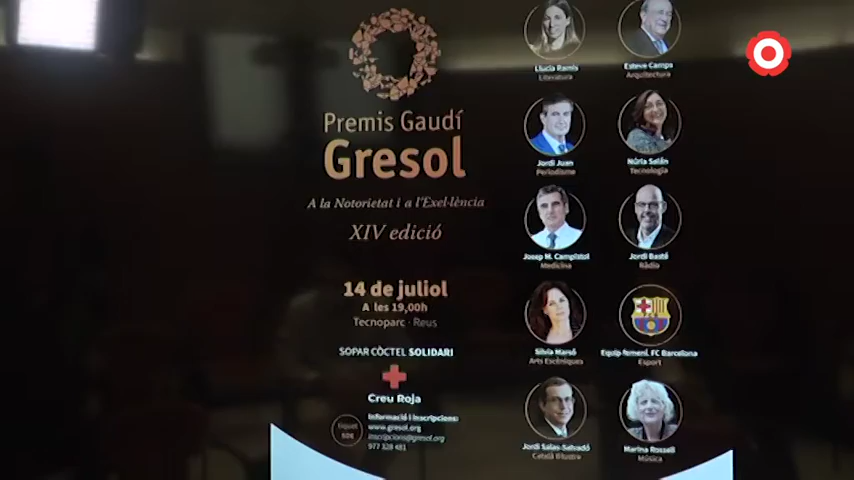 Premis Gaudí
Gresol
A la Notorietat i a l'Exel·lència
XIV edició
14 de juliol
A les 19,00h
Tecnoparc · Reus
SOPAR CÒCTEL SOLIDARI
Creu Roja
tiquet
50€
Informació i inscripcions:
www.gresol.org
inscripcions@gresol.org
977 328 481
Llucia Ramis
Literatura
Esteve Camps
Arquitectura
Jordi Juan
Periodisme
Núria Salán
Tecnologia
Josep M. Campistol
Medicina
Jordi Basté
Ràdio
Sílvia Marsó
Arts Escèniques
Equip femení. FC Barcelona
Esport
Jordi Salas-Salvadó
Català Il·lustre
Marina Rossell
Música